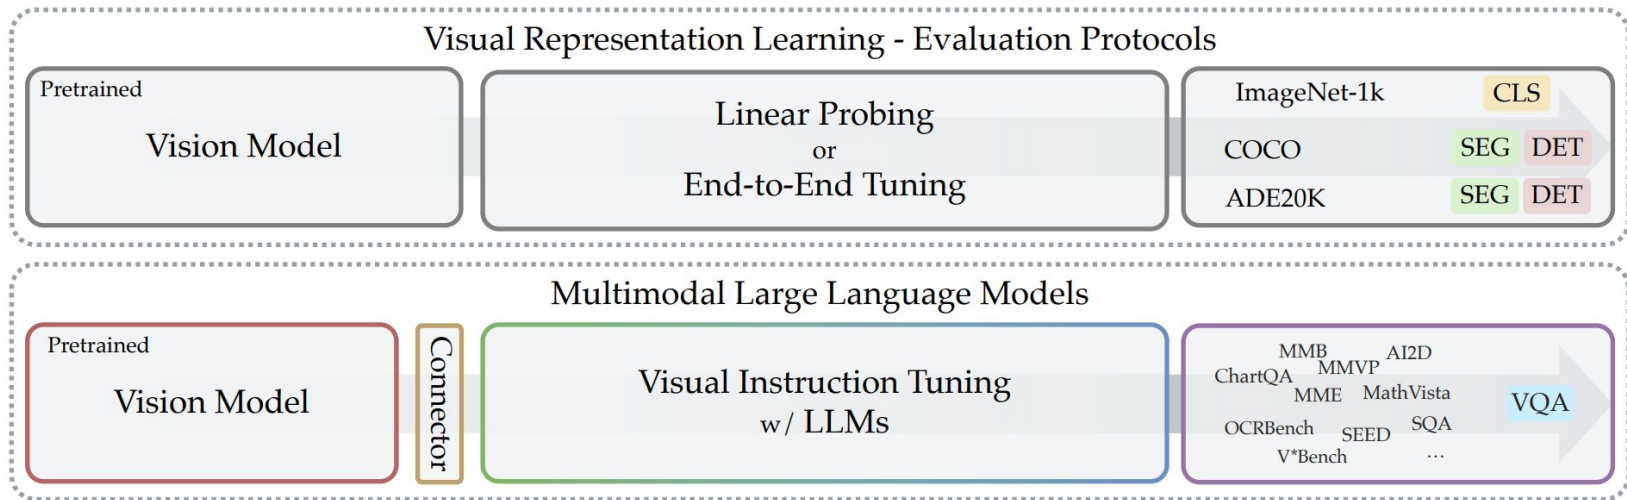 Visual Representation Learning - Evaluation Protocols
Pretrained
Vision Model
Linear Probing
or
End-to-End Tuning
ImageNet-1k CLS
COCO SEG DET
ADE20K SEG DET
Multimodal Large Language Models
Pretrained
Vision Model
Connector
Visual Instruction Tuning
w/ LLMs
MMB AI2D
ChartQA MMVP
MME MathVista
VQA
OCRBench SEED SQA
V*Bench ...